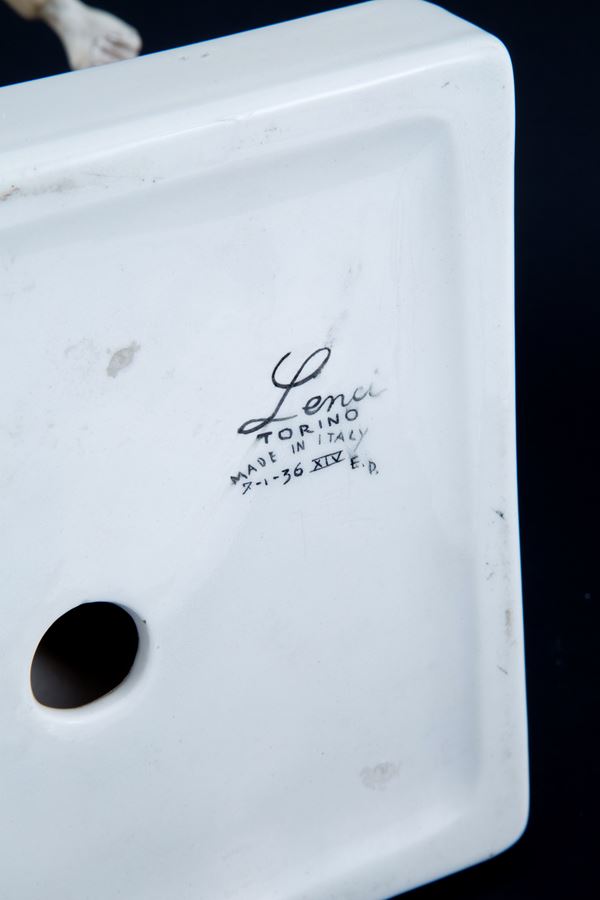 Lenci
TORINO
MADE IN ITALY
7-1-36 XIV E.P.